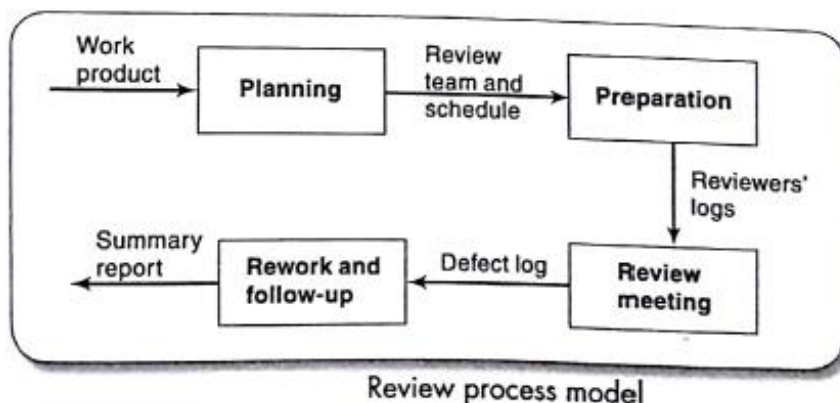 Work
product
Planning
Review
team and
schedule
Preparation
Reviewers'
logs
Review
meeting
Defect log
Rework and
follow-up
Summary
report
Review process model